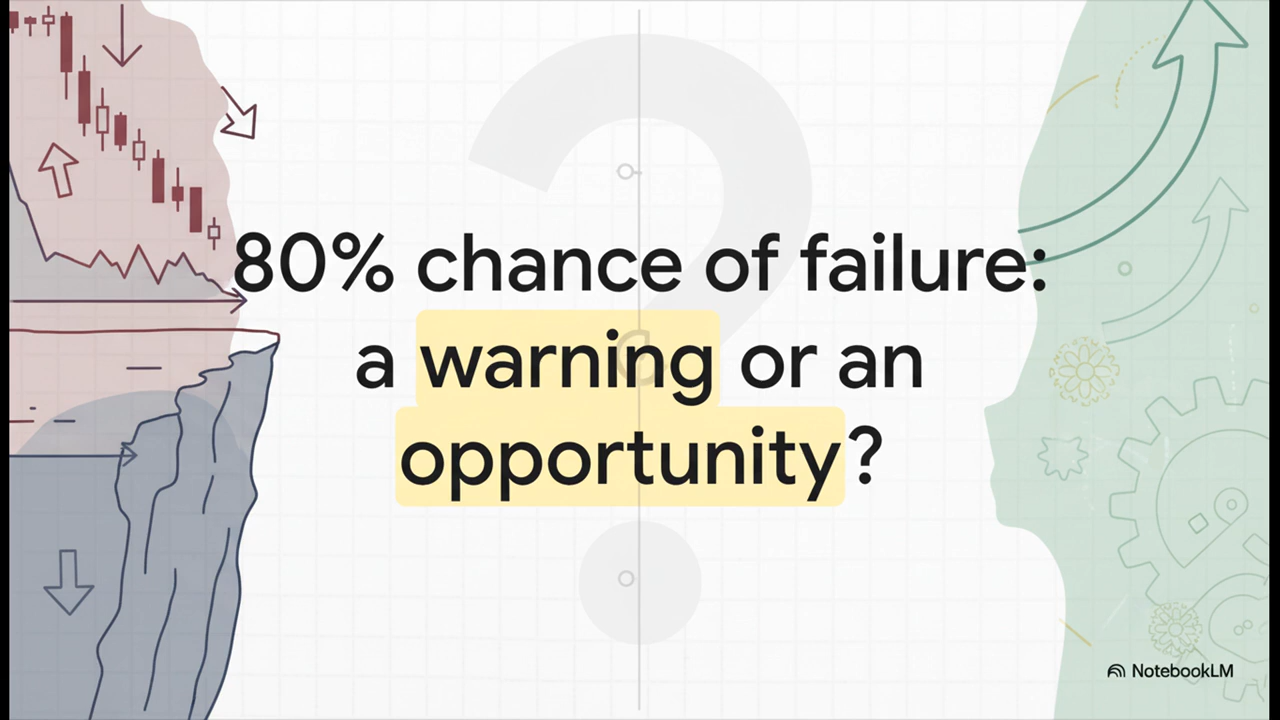 80% chance of failure:
a warning or an
opportunity?
NotebookLM